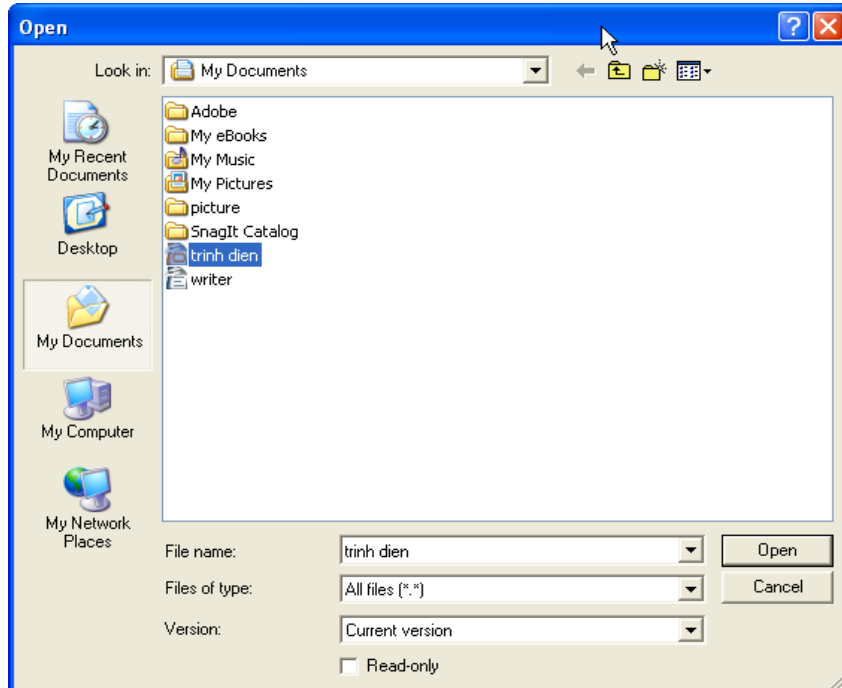 Open
Look in:
My Documents
My Recent
Documents
Desktop
My Documents
My Computer
My Network
Places
Adobe
My eBooks
My Music
My Pictures
picture
SnagIt Catalog
trinh dien
writer
File name:
trinh dien
Open
Files of type:
All files (*.*)
Cancel
Version:
Current version
Read-only